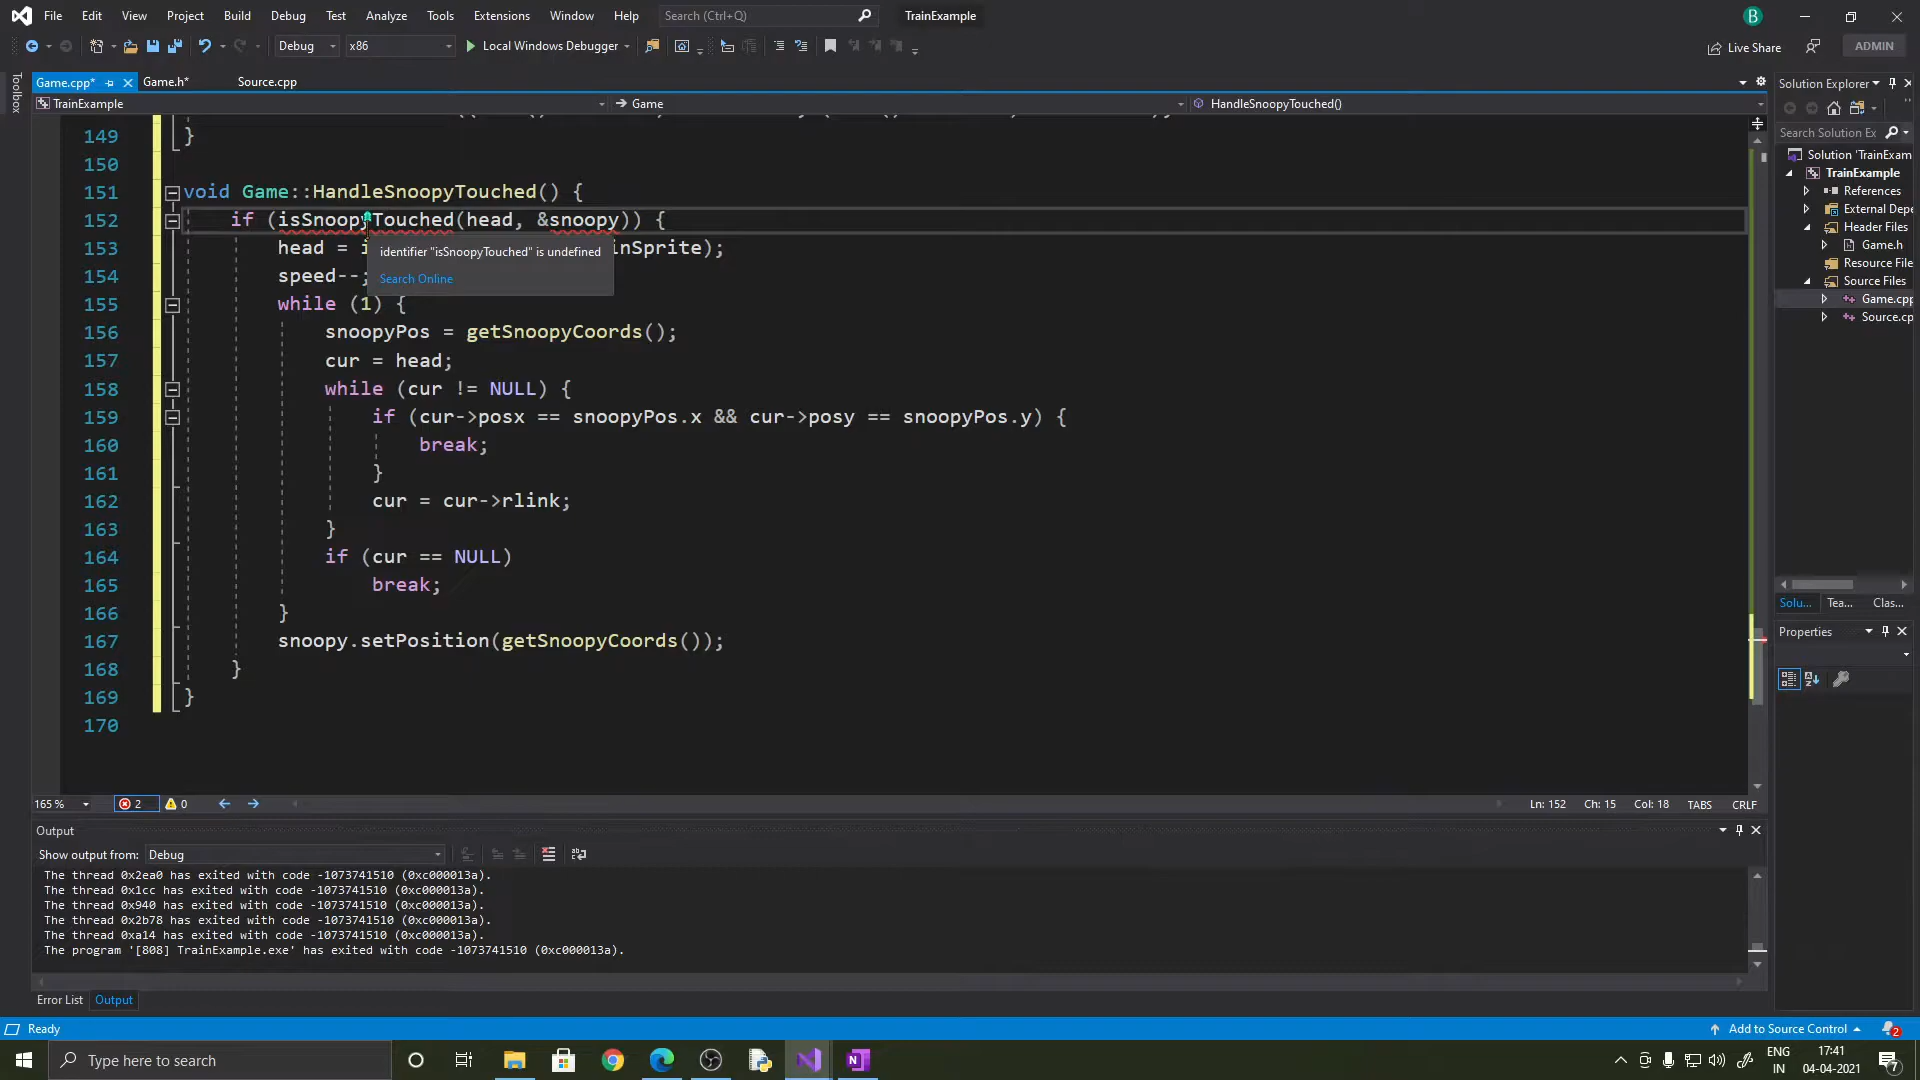 File Edit View Project Build Debug Test Analyze Tools Extensions Window Help Search (Ctrl+Q) TrainExample B
Debug x86 Local Windows Debugger Live Share ADMIN
Toolbox
Game.cpp* Game.h* Source.cpp
TrainExample Game HandleSnoopyTouched()
149 }
150
151 void Game::HandleSnoopyTouched() {
152 if (isSnoopyTouched(head, &snoopy)) {
153 head = i inSprite);
identifier "isSnoopyTouched" is undefined
154 speed--;
Search Online
155 while (1) {
156 snoopyPos = getSnoopyCoords();
157 cur = head;
158 while (cur != NULL) {
159 if (cur->posx == snoopyPos.x && cur->posy == snoopyPos.y) {
160 break;
161 }
162 cur = cur->rlink;
163 }
164 if (cur == NULL)
165 break;
166 }
167 snoopy.setPosition(getSnoopyCoords());
168 }
169 }
170
165 % 2 0 Ln: 152 Ch: 15 Col: 18 TABS CRLF
Output
Show output from: Debug
The thread 0x2ea0 has exited with code -1073741510 (0xc000013a).
The thread 0x1cc has exited with code -1073741510 (0xc000013a).
The thread 0x940 has exited with code -1073741510 (0xc000013a).
The thread 0x2b78 has exited with code -1073741510 (0xc000013a).
The thread 0xa14 has exited with code -1073741510 (0xc000013a).
The program '[808] TrainExample.exe' has exited with code -1073741510 (0xc000013a).
Error List Output
Solution Explorer
Search Solution Ex
Solution 'TrainExam
TrainExample
References
External Depe
Header Files
Game.h
Resource File
Source Files
Game.cpp
Source.cp
Solu... Tea... Clas...
Properties
Ready Add to Source Control 2
Type here to search
ENG
IN
17:41
04-04-2021
7